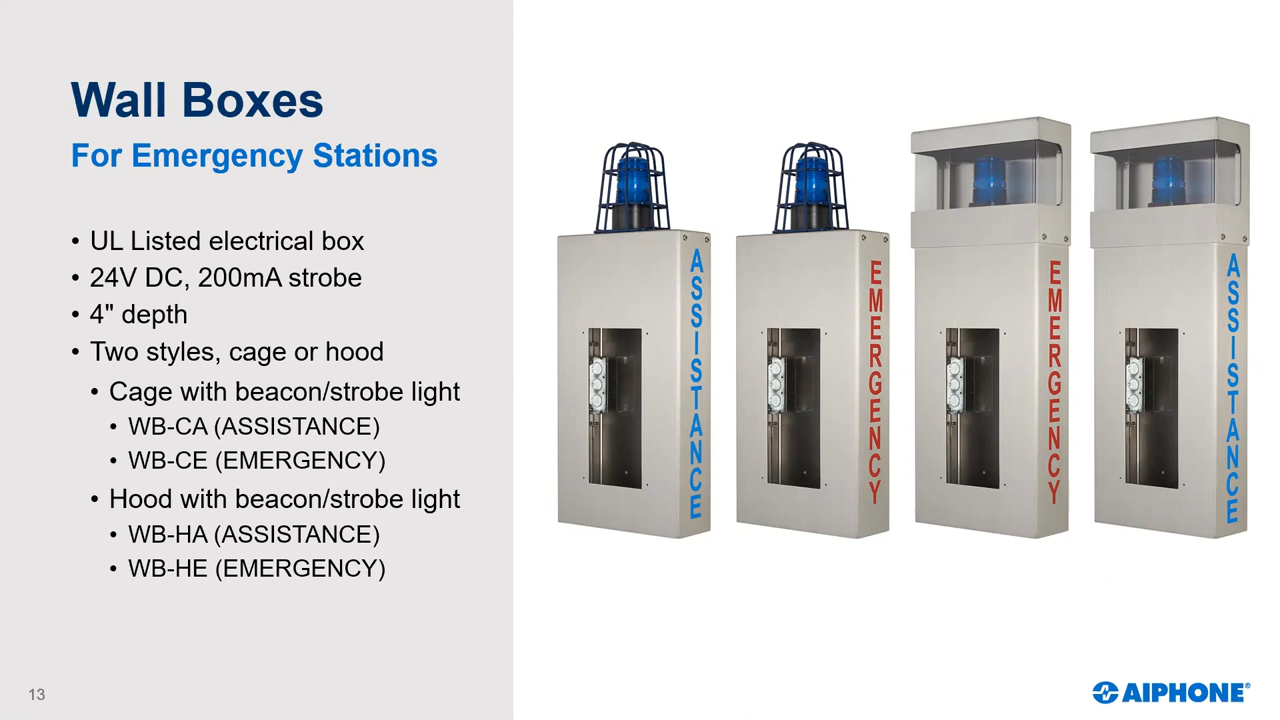 Wall Boxes
For Emergency Stations
• UL Listed electrical box
• 24V DC, 200mA strobe
• 4" depth
• Two styles, cage or hood
• Cage with beacon/strobe light
• WB-CA (ASSISTANCE)
• WB-CE (EMERGENCY)
• Hood with beacon/strobe light
• WB-HA (ASSISTANCE)
• WB-HE (EMERGENCY)
ASSISTANCE
EMERGENCY
EMERGENCY
ASSISTANCE
13
AIPHONE®